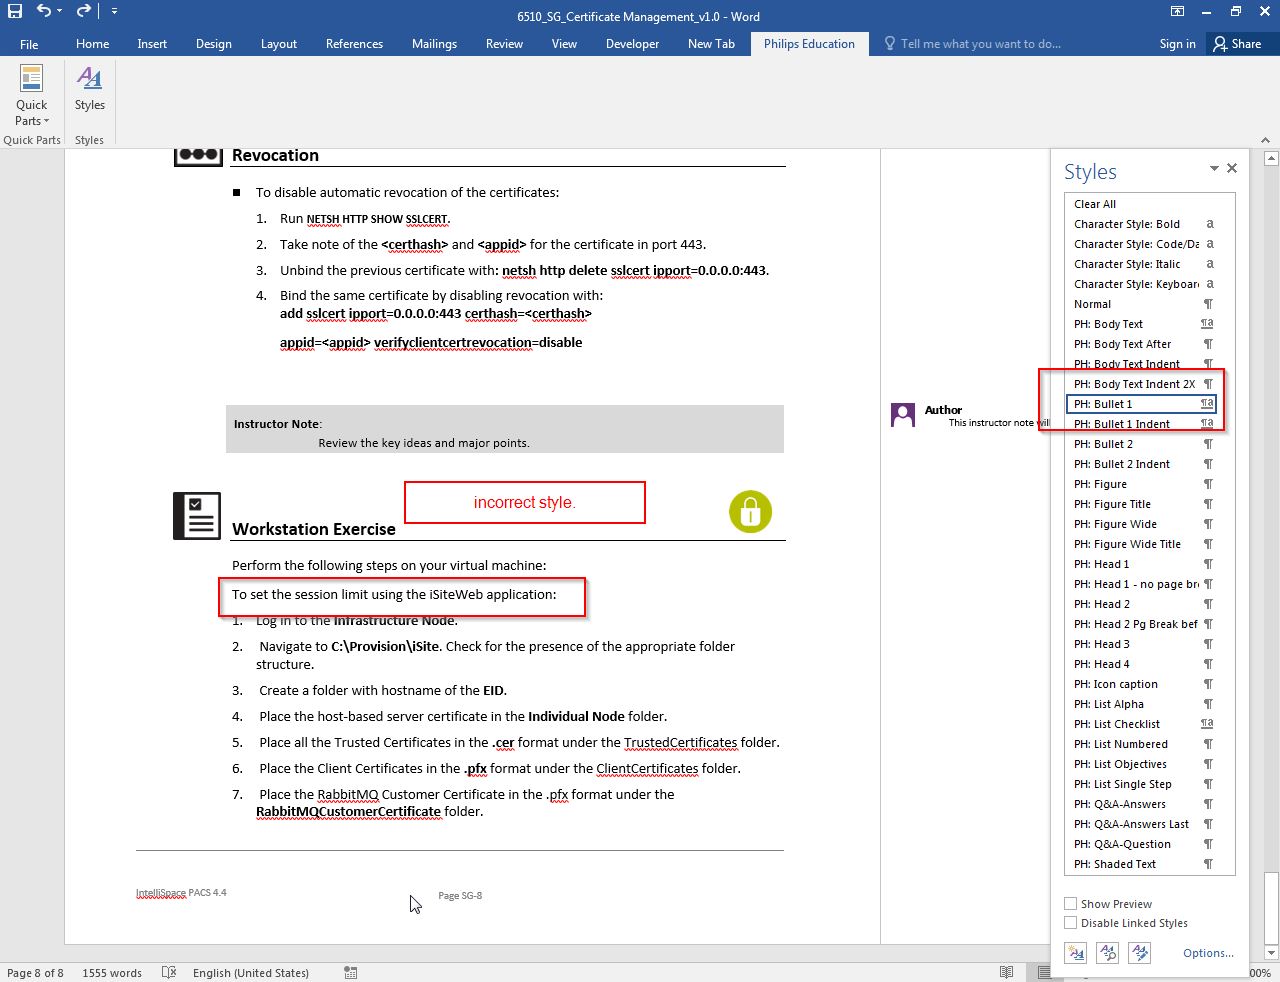 6510_SG_Certificate Management_v1.0 - Word
File Home Insert Design Layout References Mailings Review View Developer New Tab Philips Education Tell me what you want to do... Sign in Share
Quick Parts
Styles
Quick Parts Styles
Revocation
To disable automatic revocation of the certificates:
1. Run NETSH HTTP SHOW SSLCERT.
2. Take note of the <certhash> and <appid> for the certificate in port 443.
3. Unbind the previous certificate with: netsh http delete sslcert ipport=0.0.0.0:443.
4. Bind the same certificate by disabling revocation with:
add sslcert ipport=0.0.0.0:443 certhash=<certhash>
appid=<appid> verifyclientcertrevocation=disable
Instructor Note:
Review the key ideas and major points.
Author
This instructor note will
incorrect style.
Workstation Exercise
Perform the following steps on your virtual machine:
To set the session limit using the iSiteWeb application:
1. Log in to the Infrastructure Node.
2. Navigate to C:\Provision\iSite. Check for the presence of the appropriate folder
structure.
3. Create a folder with hostname of the EID.
4. Place the host-based server certificate in the Individual Node folder.
5. Place all the Trusted Certificates in the .cer format under the TrustedCertificates folder.
6. Place the Client Certificates in the .pfx format under the ClientCertificates folder.
7. Place the RabbitMQ Customer Certificate in the .pfx format under the
RabbitMQCustomerCertificate folder.
IntelliSpace PACS 4.4
Page SG-8
Styles
Clear All
Character Style: Bold a
Character Style: Code/Da a
Character Style: Italic a
Character Style: Keyboar a
Normal ¶
PH: Body Text ¶a
PH: Body Text After ¶
PH: Body Text Indent ¶
PH: Body Text Indent 2X ¶
PH: Bullet 1 ¶a
PH: Bullet 1 Indent ¶a
PH: Bullet 2 ¶
PH: Bullet 2 Indent ¶
PH: Figure ¶
PH: Figure Title ¶
PH: Figure Wide ¶
PH: Figure Wide Title ¶
PH: Head 1 ¶
PH: Head 1 - no page br ¶
PH: Head 2 ¶
PH: Head 2 Pg Break bef ¶
PH: Head 3 ¶
PH: Head 4 ¶
PH: Icon caption ¶
PH: List Alpha ¶
PH: List Checklist ¶a
PH: List Numbered ¶
PH: List Objectives ¶
PH: List Single Step ¶
PH: Q&A-Answers ¶
PH: Q&A-Answers Last ¶
PH: Q&A-Question ¶
PH: Shaded Text ¶
Show Preview
Disable Linked Styles
Options...
Page 8 of 8 1555 words English (United States) 00%